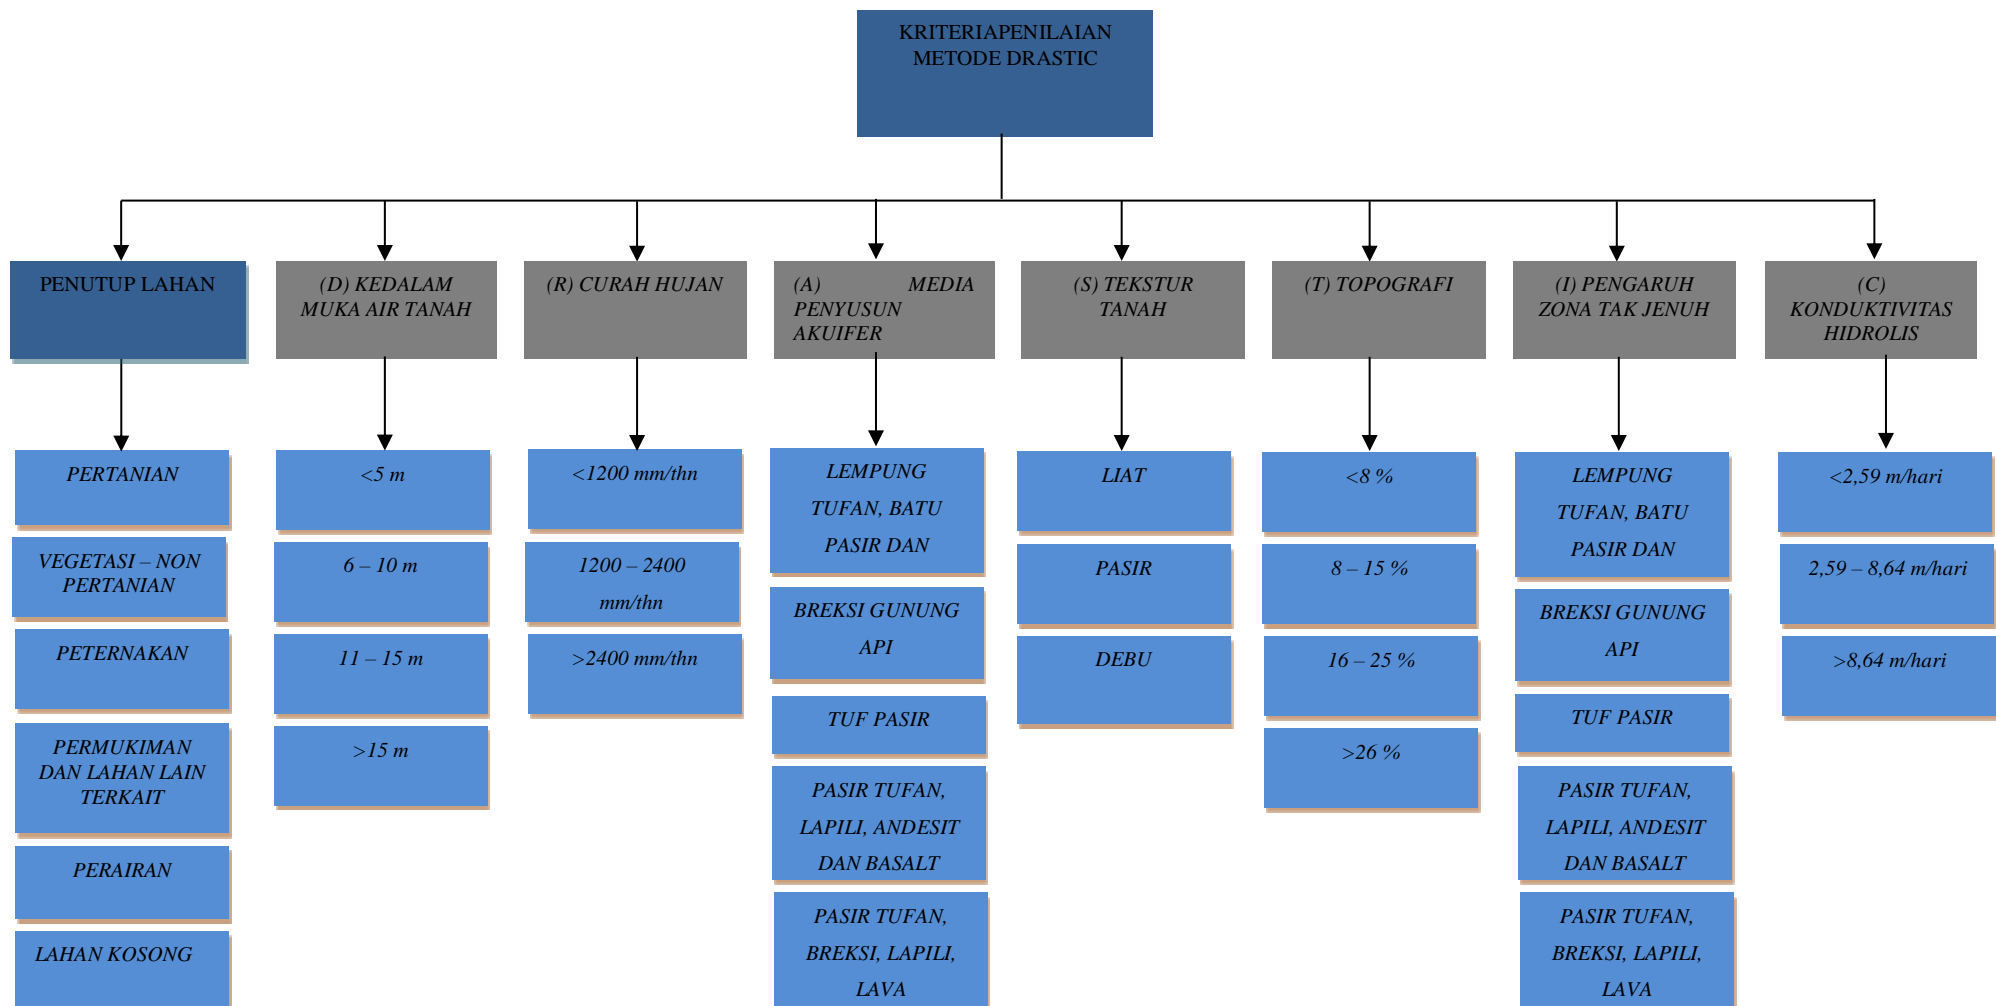 KRITERIAPENILAIAN
METODE DRASTIC
PENUTUP LAHAN
(D) KEDALAM
MUKA AIR TANAH
(R) CURAH HUJAN
(A) MEDIA
PENYUSUN
AKUIFER
(S) TEKSTUR
TANAH
(T) TOPOGRAFI
(I) PENGARUH
ZONA TAK JENUH
(C)
KONDUKTIVITAS
HIDROLIS
PERTANIAN
VEGETASI – NON
PERTANIAN
PETERNAKAN
PERMUKIMAN
DAN LAHAN LAIN
TERKAIT
PERAIRAN
LAHAN KOSONG
<5 m
6 – 10 m
11 – 15 m
>15 m
<1200 mm/thn
1200 – 2400
mm/thn
>2400 mm/thn
LEMPUNG
TUFAN, BATU
PASIR DAN
BREKSI GUNUNG
API
TUF PASIR
PASIR TUFAN,
LAPILI, ANDESIT
DAN BASALT
PASIR TUFAN,
BREKSI, LAPILI,
LAVA
LIAT
PASIR
DEBU
<8 %
8 – 15 %
16 – 25 %
>26 %
LEMPUNG
TUFAN, BATU
PASIR DAN
BREKSI GUNUNG
API
TUF PASIR
PASIR TUFAN,
LAPILI, ANDESIT
DAN BASALT
PASIR TUFAN,
BREKSI, LAPILI,
LAVA
<2,59 m/hari
2,59 – 8,64 m/hari
>8,64 m/hari